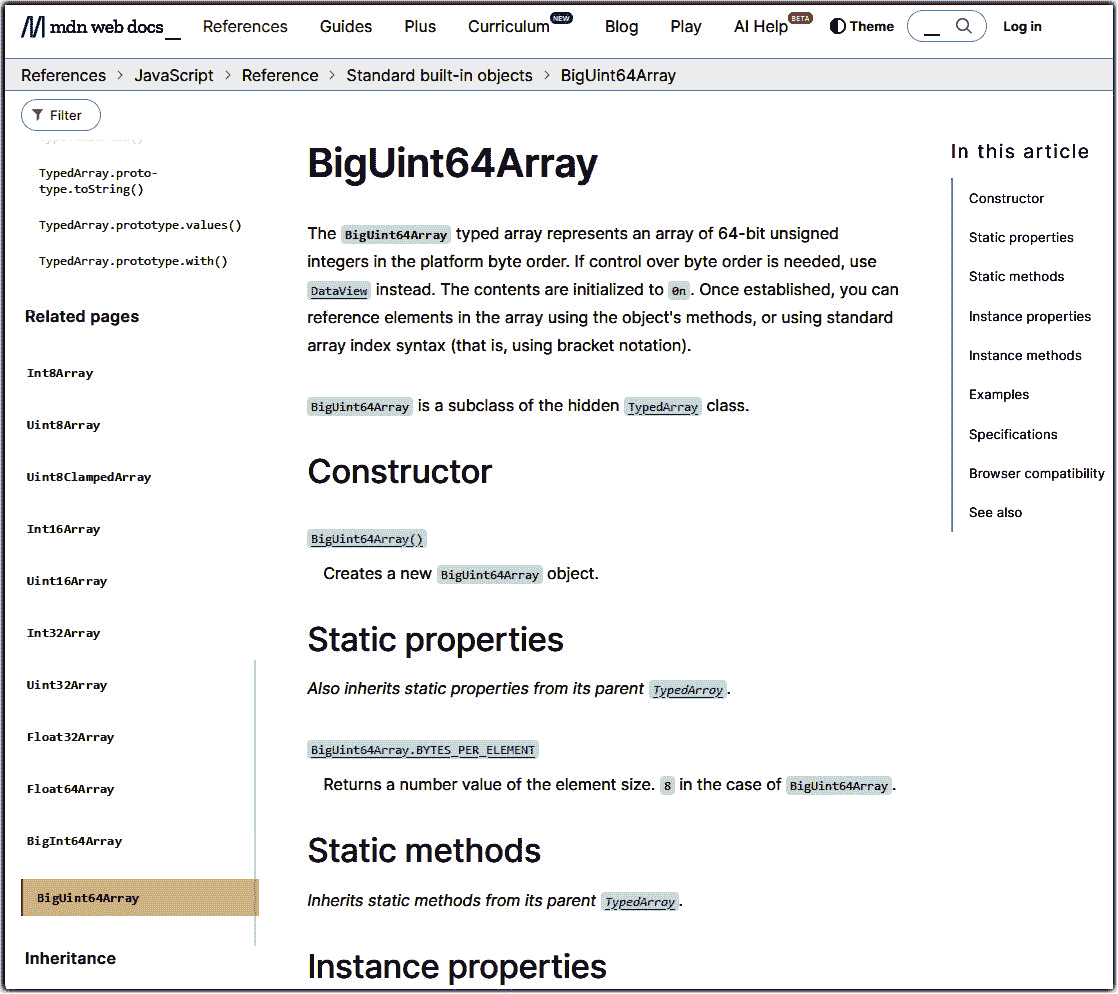 mdn web docs_
References Guides Plus Curriculum NEW Blog Play AI Help BETA Theme Log in
References > JavaScript > Reference > Standard built-in objects > BigUint64Array
Filter
TypedArray.proto-
type.toString()
TypedArray.prototype.values()
TypedArray.prototype.with()
Related pages
Int8Array
Uint8Array
Uint8ClampedArray
Int16Array
Uint16Array
Int32Array
Uint32Array
Float32Array
Float64Array
BigInt64Array
BigUint64Array
Inheritance
BigUint64Array
The BigUint64Array typed array represents an array of 64-bit unsigned
integers in the platform byte order. If control over byte order is needed, use
DataView instead. The contents are initialized to 0n. Once established, you can
reference elements in the array using the object's methods, or using standard
array index syntax (that is, using bracket notation).
BigUint64Array is a subclass of the hidden TypedArray class.
Constructor
BigUint64Array()
Creates a new BigUint64Array object.
Static properties
Also inherits static properties from its parent TypedArray.
BigUint64Array.BYTES_PER_ELEMENT
Returns a number value of the element size. 8 in the case of BigUint64Array.
Static methods
Inherits static methods from its parent TypedArray.
Instance properties
In this article
Constructor
Static properties
Static methods
Instance properties
Instance methods
Examples
Specifications
Browser compatibility
See also